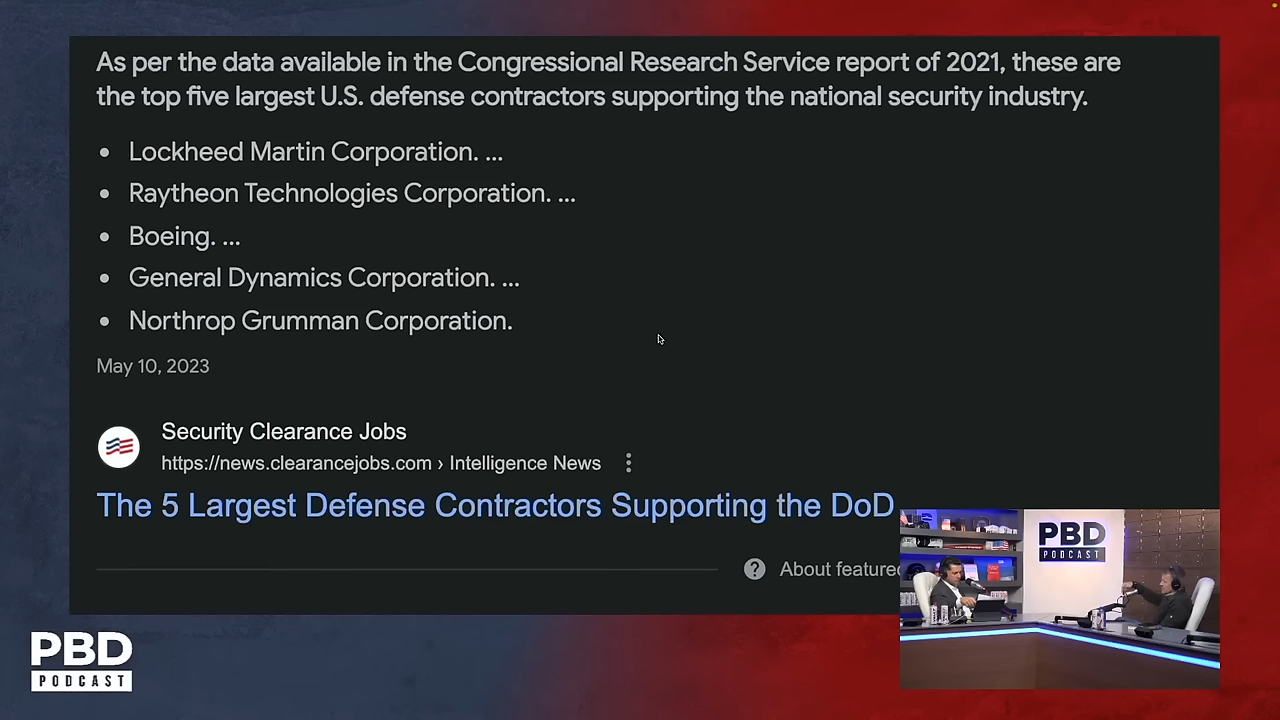 As per the data available in the Congressional Research Service report of 2021, these are
the top five largest U.S. defense contractors supporting the national security industry.
• Lockheed Martin Corporation. ...
• Raytheon Technologies Corporation. ...
• Boeing. ...
• General Dynamics Corporation. ...
• Northrop Grumman Corporation.
May 10, 2023
Security Clearance Jobs
https://news.clearancejobs.com › Intelligence News
The 5 Largest Defense Contractors Supporting the DoD
About feature
PBD
PODCAST
PBD
PODCAST